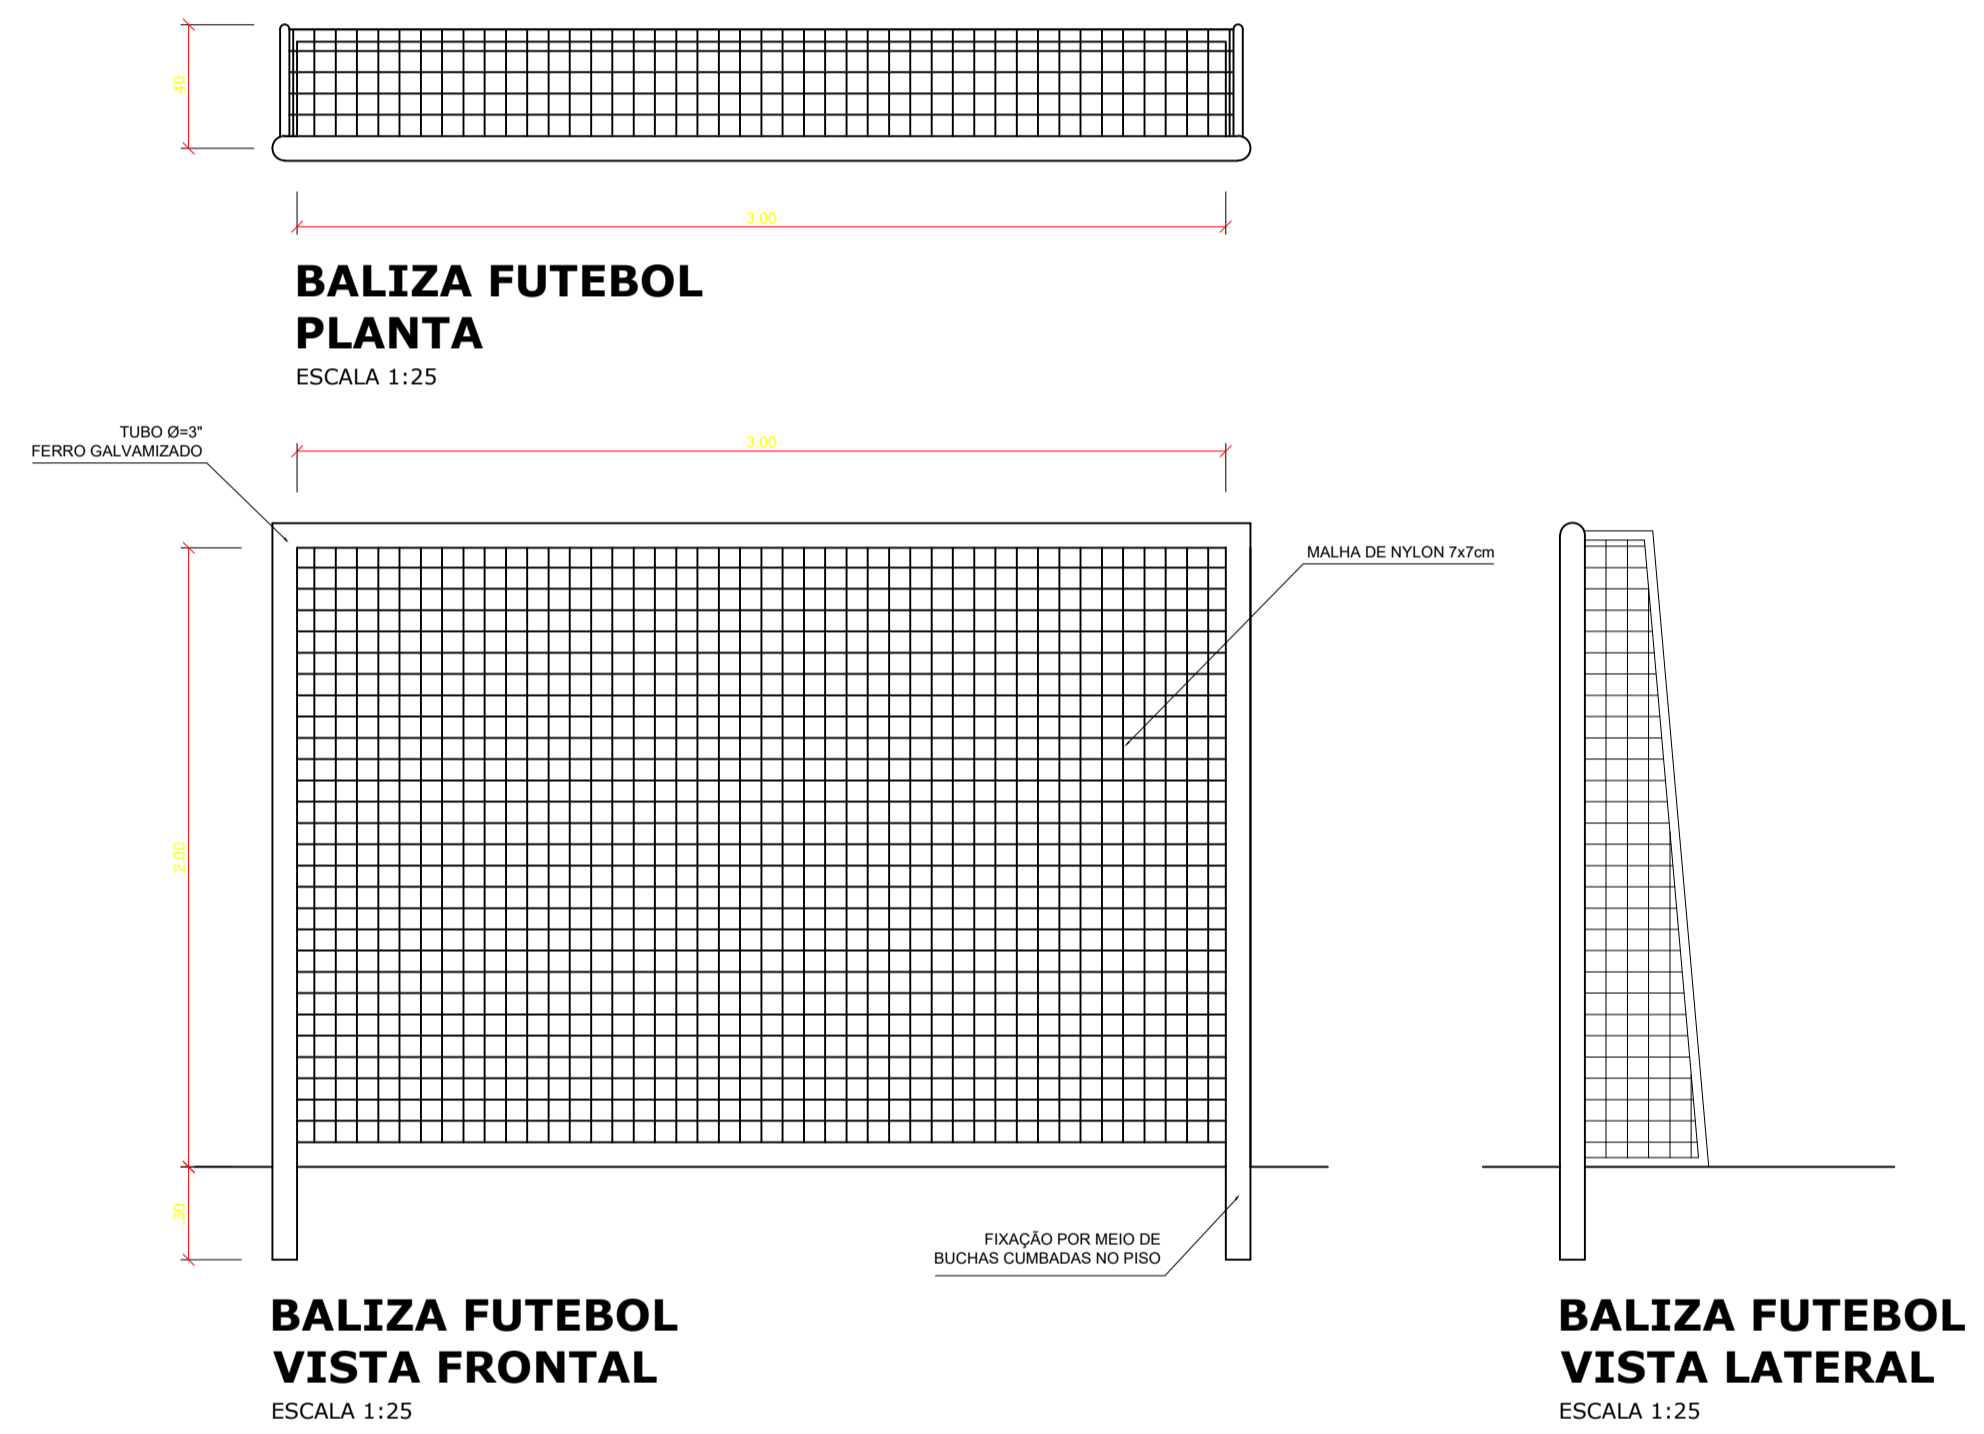 .40
3.00
BALIZA FUTEBOL
PLANTA
ESCALA 1:25
TUBO Ø=3"
FERRO GALVAMIZADO
3.00
MALHA DE NYLON 7x7cm
2.00
.30
FIXAÇÃO POR MEIO DE
BUCHAS CUMBADAS NO PISO
BALIZA FUTEBOL
VISTA FRONTAL
ESCALA 1:25
BALIZA FUTEBOL
VISTA LATERAL
ESCALA 1:25